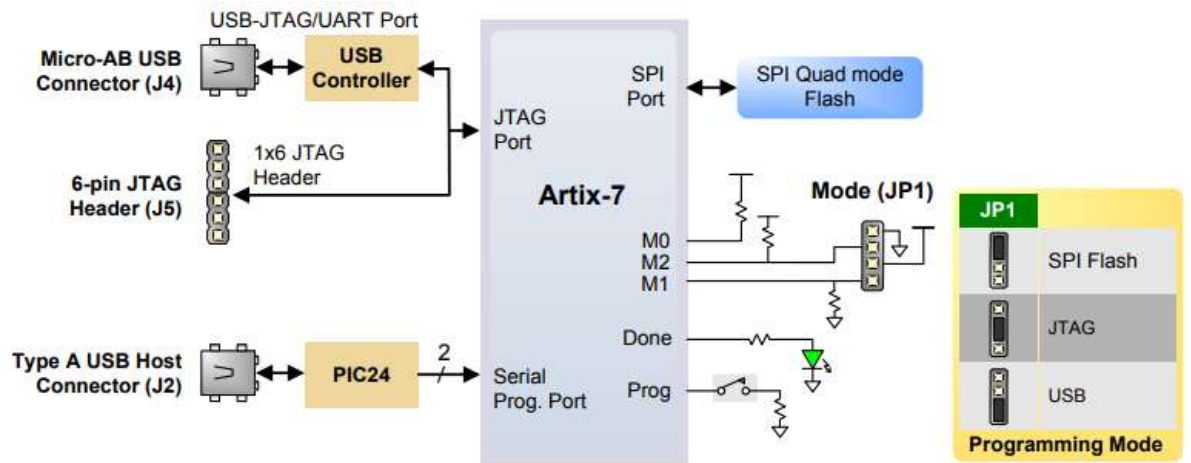 USB-JTAG/UART Port
Micro-AB USB
Connector (J4)
USB
Controller
6-pin JTAG
Header (J5)
1x6 JTAG
Header
Type A USB Host
Connector (J2)
PIC24
2
JTAG
Port
Serial
Prog. Port
Artix-7
SPI
Port
SPI Quad mode
Flash
M0
M2
M1
Done
Prog
Mode (JP1)
JP1
SPI Flash
JTAG
USB
Programming Mode